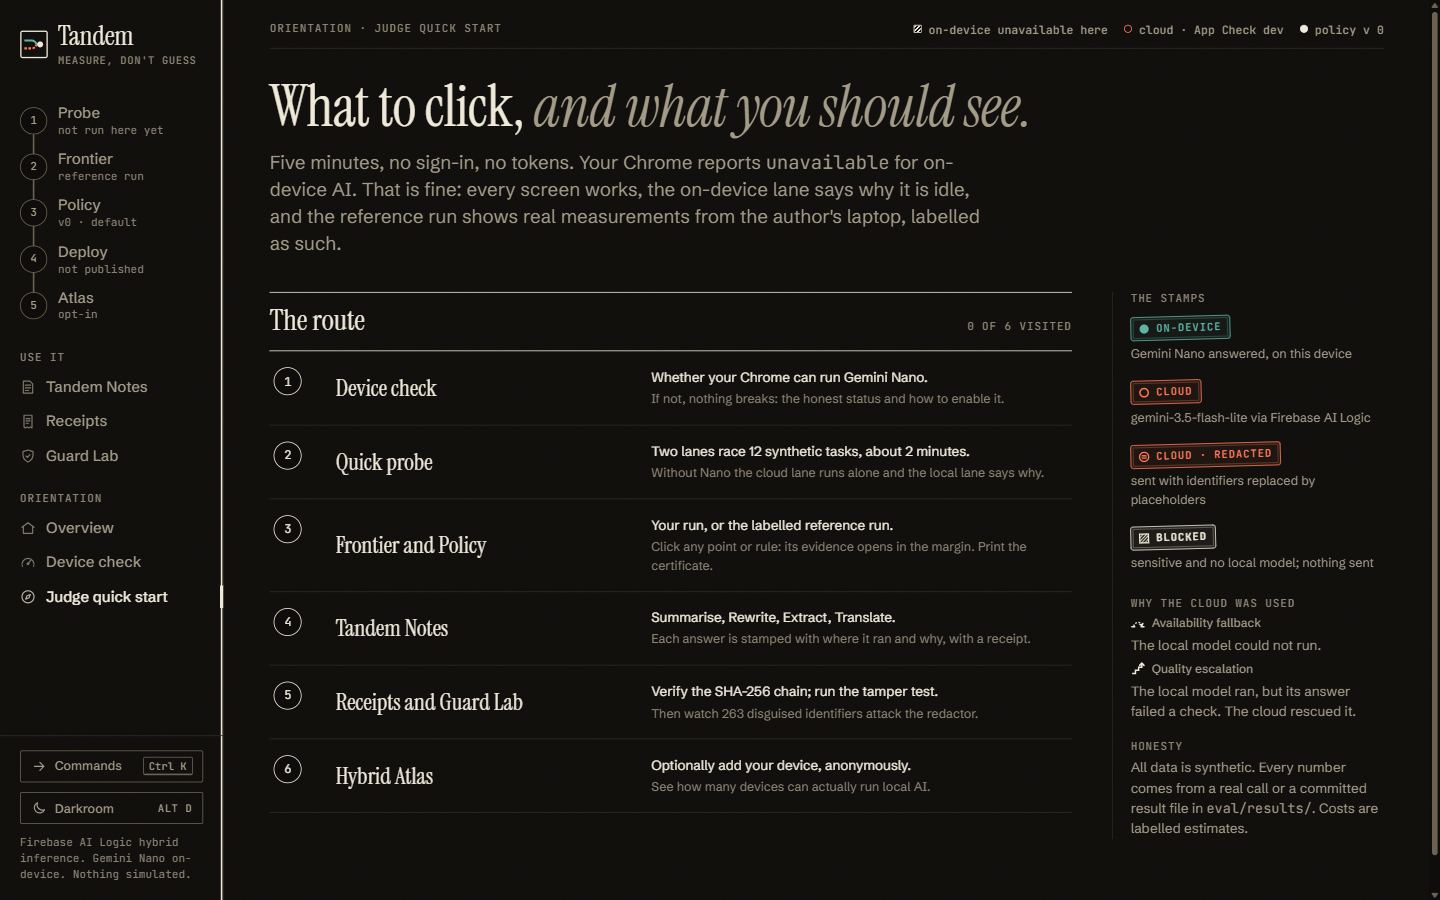 Tandem
MEASURE, DON'T GUESS
1
Probe
not run here yet
2
Frontier
reference run
3
Policy
v0 · default
4
Deploy
not published
5
Atlas
opt-in
USE IT
Tandem Notes
Receipts
Guard Lab
ORIENTATION
Overview
Device check
Judge quick start
Commands
Ctrl K
Darkroom
ALT D
Firebase AI Logic hybrid
inference. Gemini Nano on-
device. Nothing simulated.
ORIENTATION · JUDGE QUICK START
on-device unavailable here
cloud · App Check dev
policy v 0
What to click, and what you should see.
Five minutes, no sign-in, no tokens. Your Chrome reports unavailable for on-
device AI. That is fine: every screen works, the on-device lane says why it is idle,
and the reference run shows real measurements from the author's laptop, labelled
as such.
The route
0 OF 6 VISITED
1
Device check
Whether your Chrome can run Gemini Nano.
If not, nothing breaks: the honest status and how to enable it.
2
Quick probe
Two lanes race 12 synthetic tasks, about 2 minutes.
Without Nano the cloud lane runs alone and the local lane says why.
3
Frontier and Policy
Your run, or the labelled reference run.
Click any point or rule: its evidence opens in the margin. Print the
certificate.
4
Tandem Notes
Summarise, Rewrite, Extract, Translate.
Each answer is stamped with where it ran and why, with a receipt.
5
Receipts and Guard Lab
Verify the SHA-256 chain; run the tamper test.
Then watch 263 disguised identifiers attack the redactor.
6
Hybrid Atlas
Optionally add your device, anonymously.
See how many devices can actually run local AI.
THE STAMPS
ON-DEVICE
Gemini Nano answered, on this device
CLOUD
gemini-3.5-flash-lite via Firebase AI Logic
CLOUD · REDACTED
sent with identifiers replaced by
placeholders
BLOCKED
sensitive and no local model; nothing sent
WHY THE CLOUD WAS USED
Availability fallback
The local model could not run.
Quality escalation
The local model ran, but its answer
failed a check. The cloud rescued it.
HONESTY
All data is synthetic. Every number
comes from a real call or a committed
result file in eval/results/. Costs are
labelled estimates.